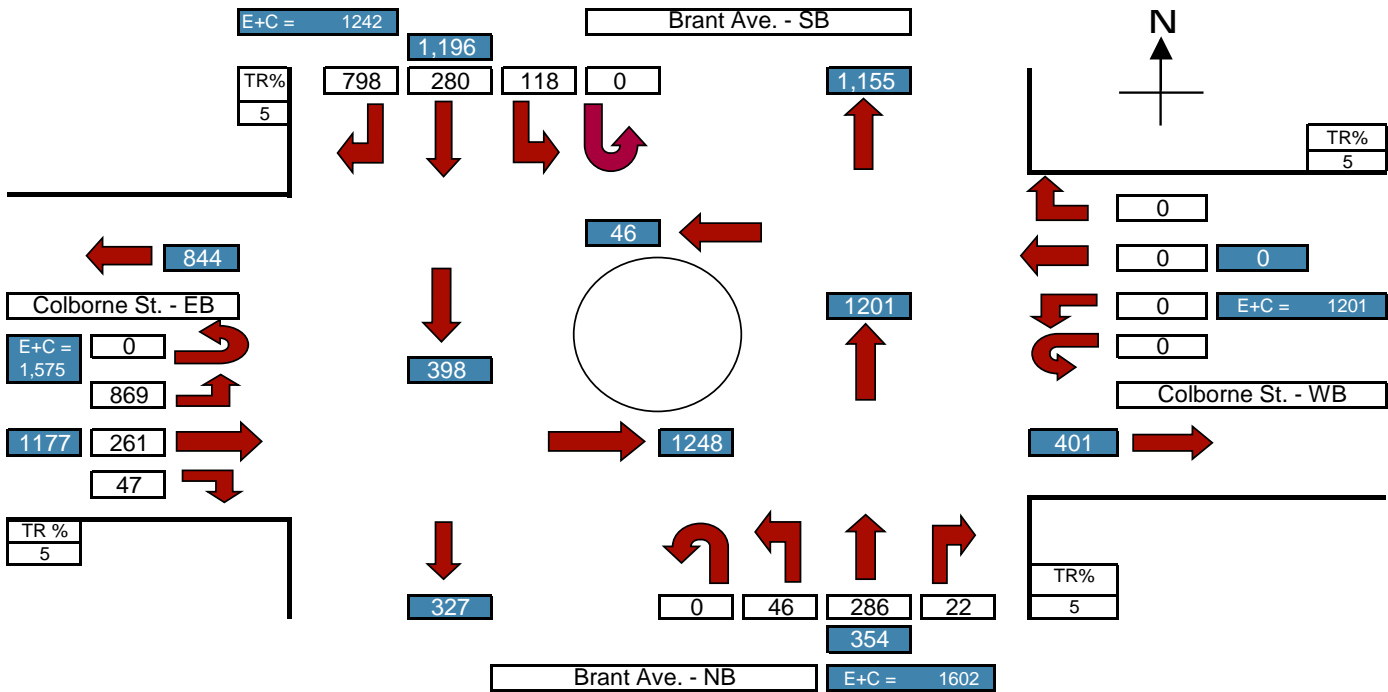 E+C = 1242
Brant Ave. - SB
N
1,196
TR%
798 280 118 0
1,155
5
TR%
5
0
46
0 0
844
Colborne St. - EB
1201
0
E+C = 1201
E+C =
1,575
0
0
398
869
Colborne St. - WB
1177 261
1248
401
47
TR %
5
TR%
327
0 46 286 22
5
354
Brant Ave. - NB
E+C = 1602